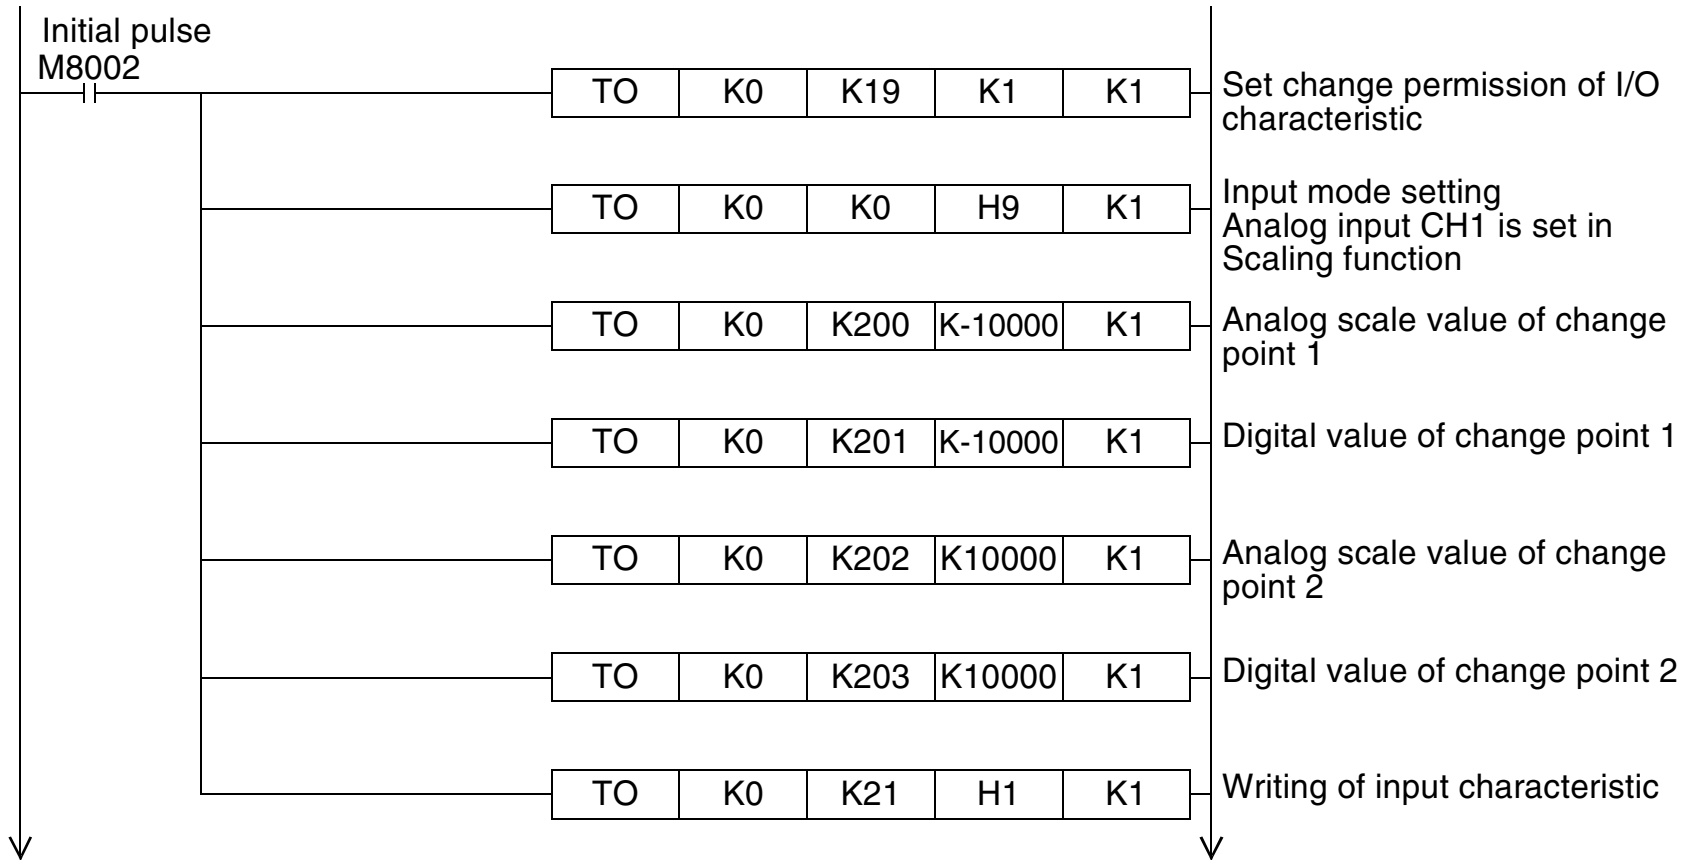 Initial pulse
M8002
TO K0 K19 K1 K1
Set change permission of I/O
characteristic
TO K0 K0 H9 K1
Input mode setting
Analog input CH1 is set in
Scaling function
TO K0 K200 K-10000 K1
Analog scale value of change
point 1
TO K0 K201 K-10000 K1
Digital value of change point 1
TO K0 K202 K10000 K1
Analog scale value of change
point 2
TO K0 K203 K10000 K1
Digital value of change point 2
TO K0 K21 H1 K1
Writing of input characteristic